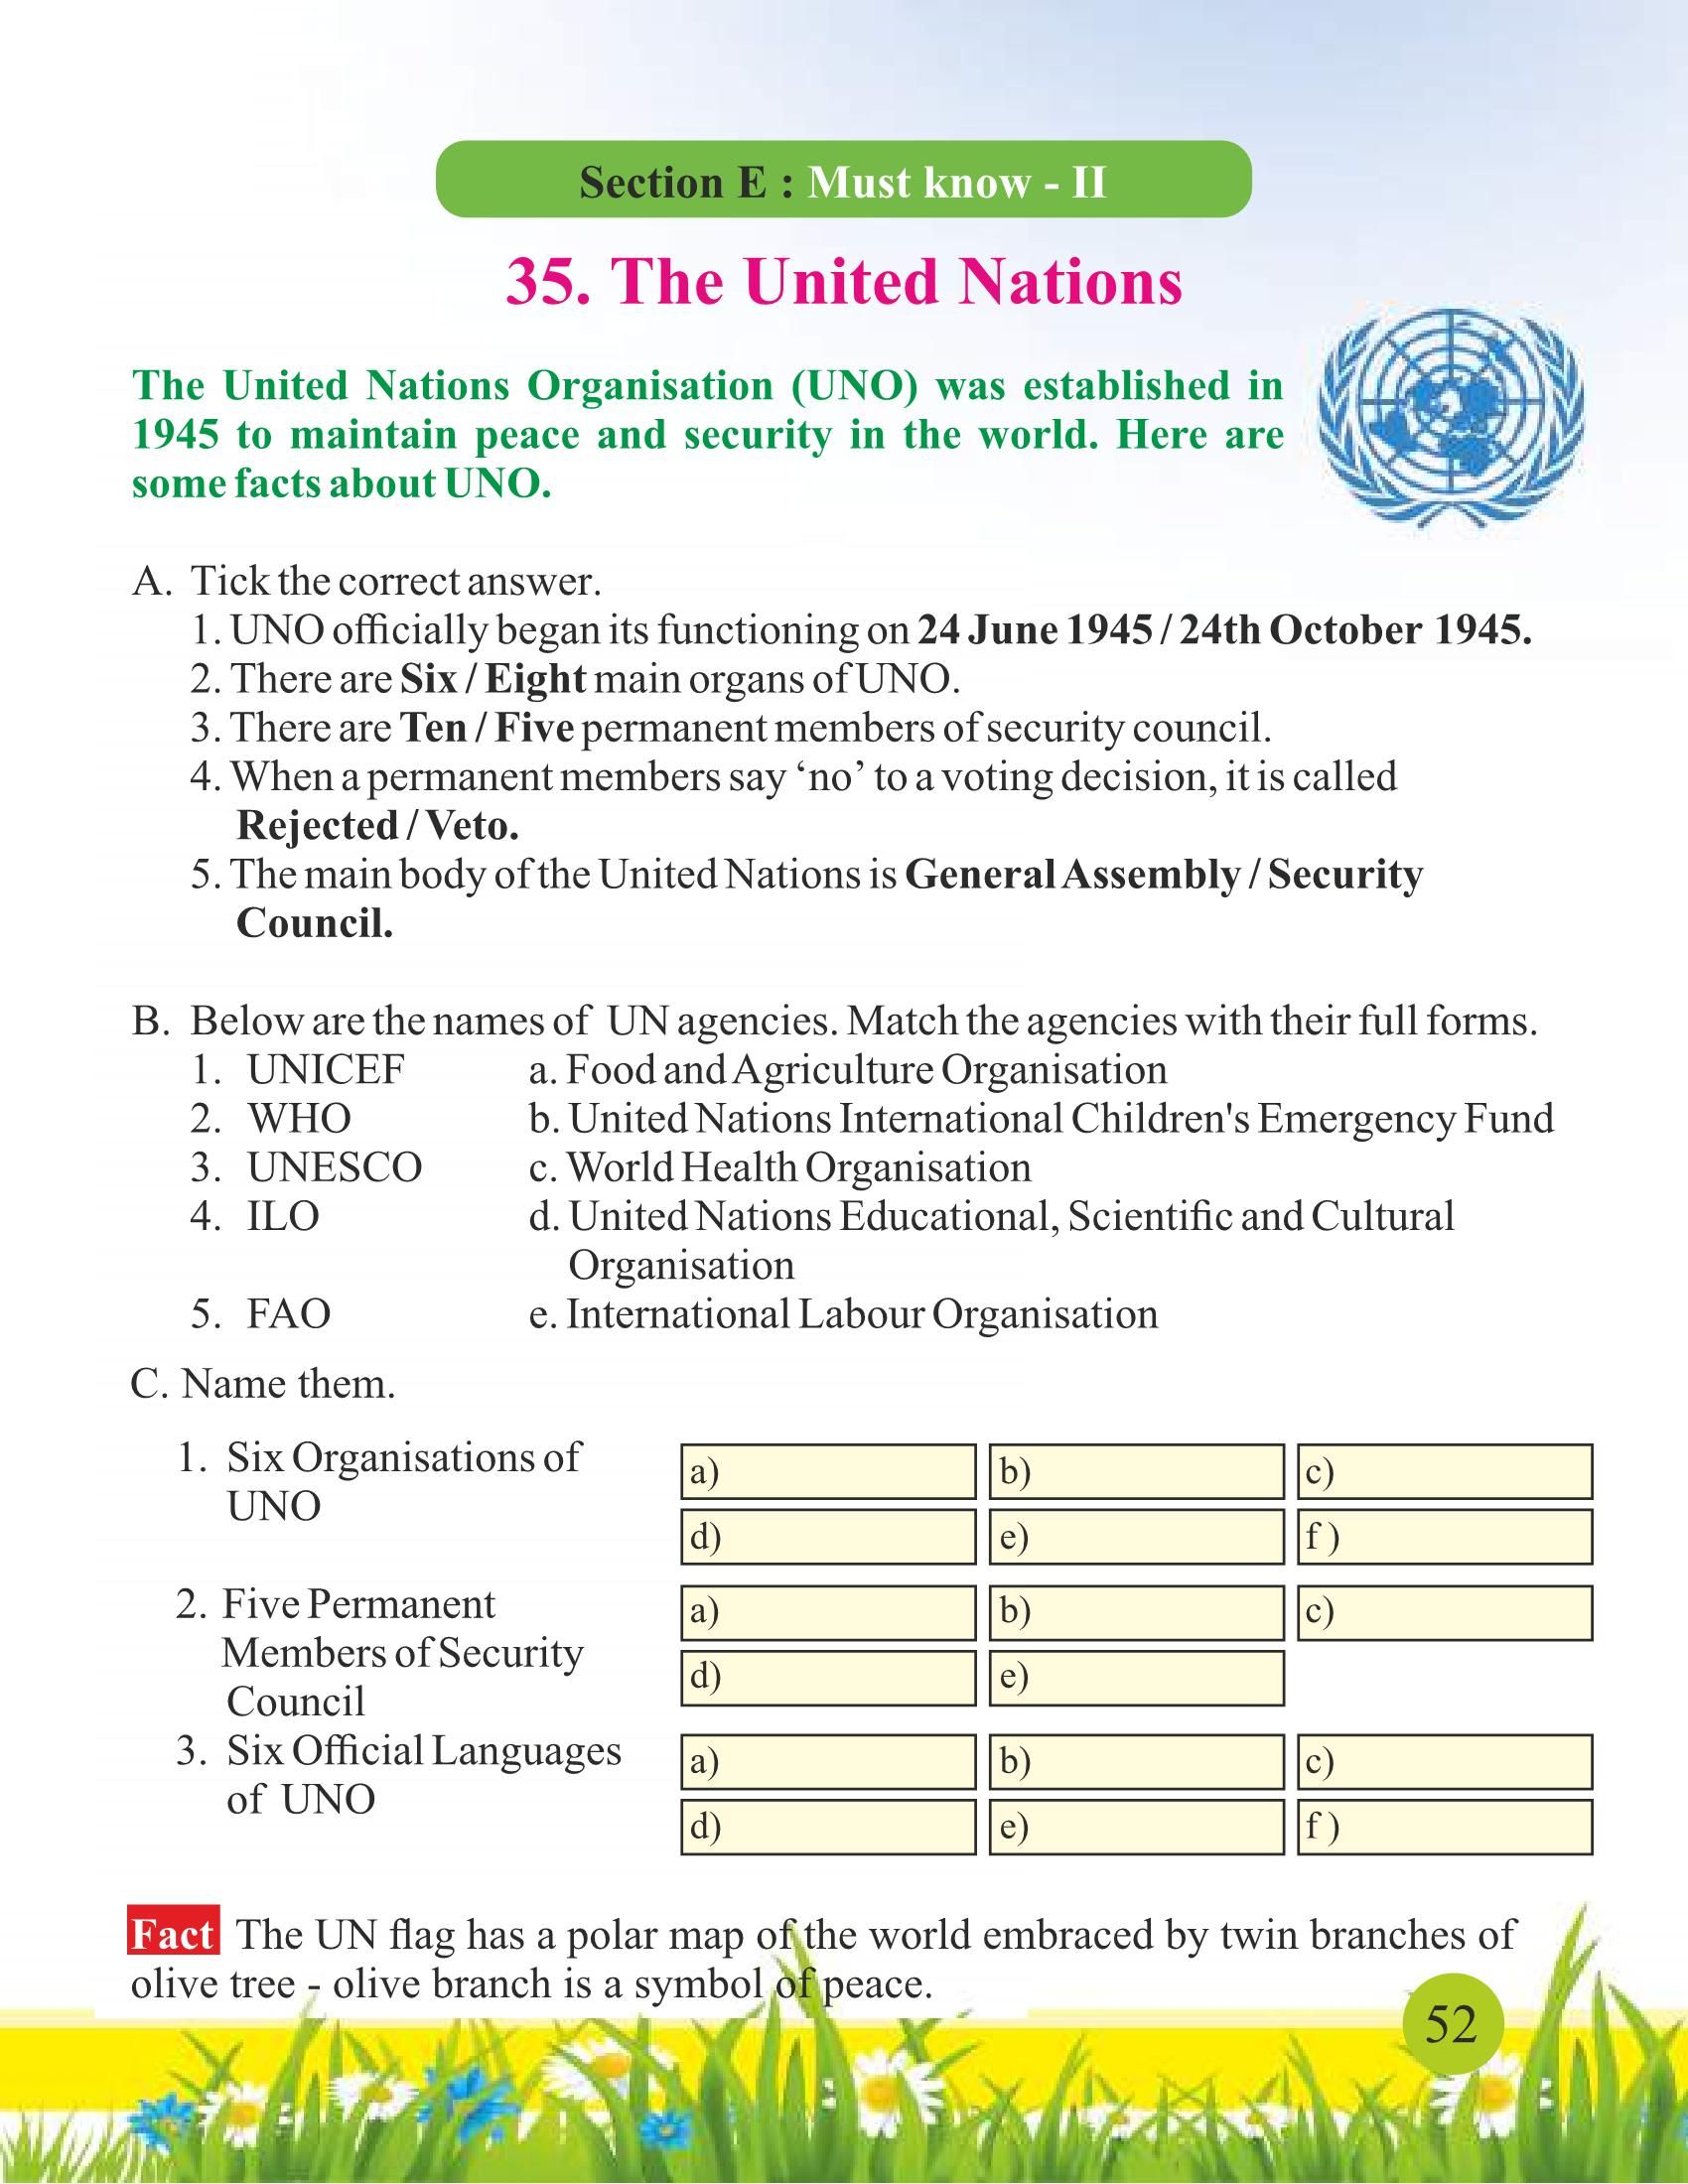 Section E : Must know - II
35. The United Nations
The United Nations Organisation (UNO) was established in
1945 to maintain peace and security in the world. Here are
some facts about UNO.
A. Tick the correct answer.
1. UNO officially began its functioning on 24 June 1945 / 24th October 1945.
2. There are Six / Eight main organs of UNO.
3. There are Ten / Five permanent members of security council.
4. When a permanent members say ‘no’ to a voting decision, it is called
Rejected / Veto.
5. The main body of the United Nations is General Assembly / Security
Council.
B. Below are the names of UN agencies. Match the agencies with their full forms.
1. UNICEF a. Food and Agriculture Organisation
2. WHO b. United Nations International Children's Emergency Fund
3. UNESCO c. World Health Organisation
4. ILO d. United Nations Educational, Scientific and Cultural
Organisation
5. FAO e. International Labour Organisation
C. Name them.
1. Six Organisations of
UNO
a) b) c)
d) e) f )
2. Five Permanent
Members of Security
Council
a) b) c)
d) e)
3. Six Official Languages
of UNO
a) b) c)
d) e) f )
Fact The UN flag has a polar map of the world embraced by twin branches of
olive tree - olive branch is a symbol of peace.
52